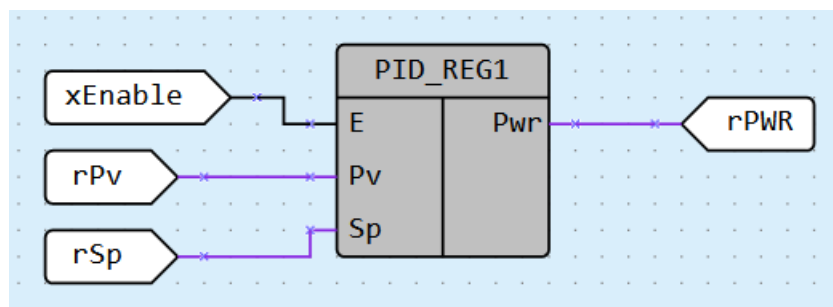 PID_REG1
xEnable
E
Pwr
rPWR
rPv
Pv
rSp
Sp